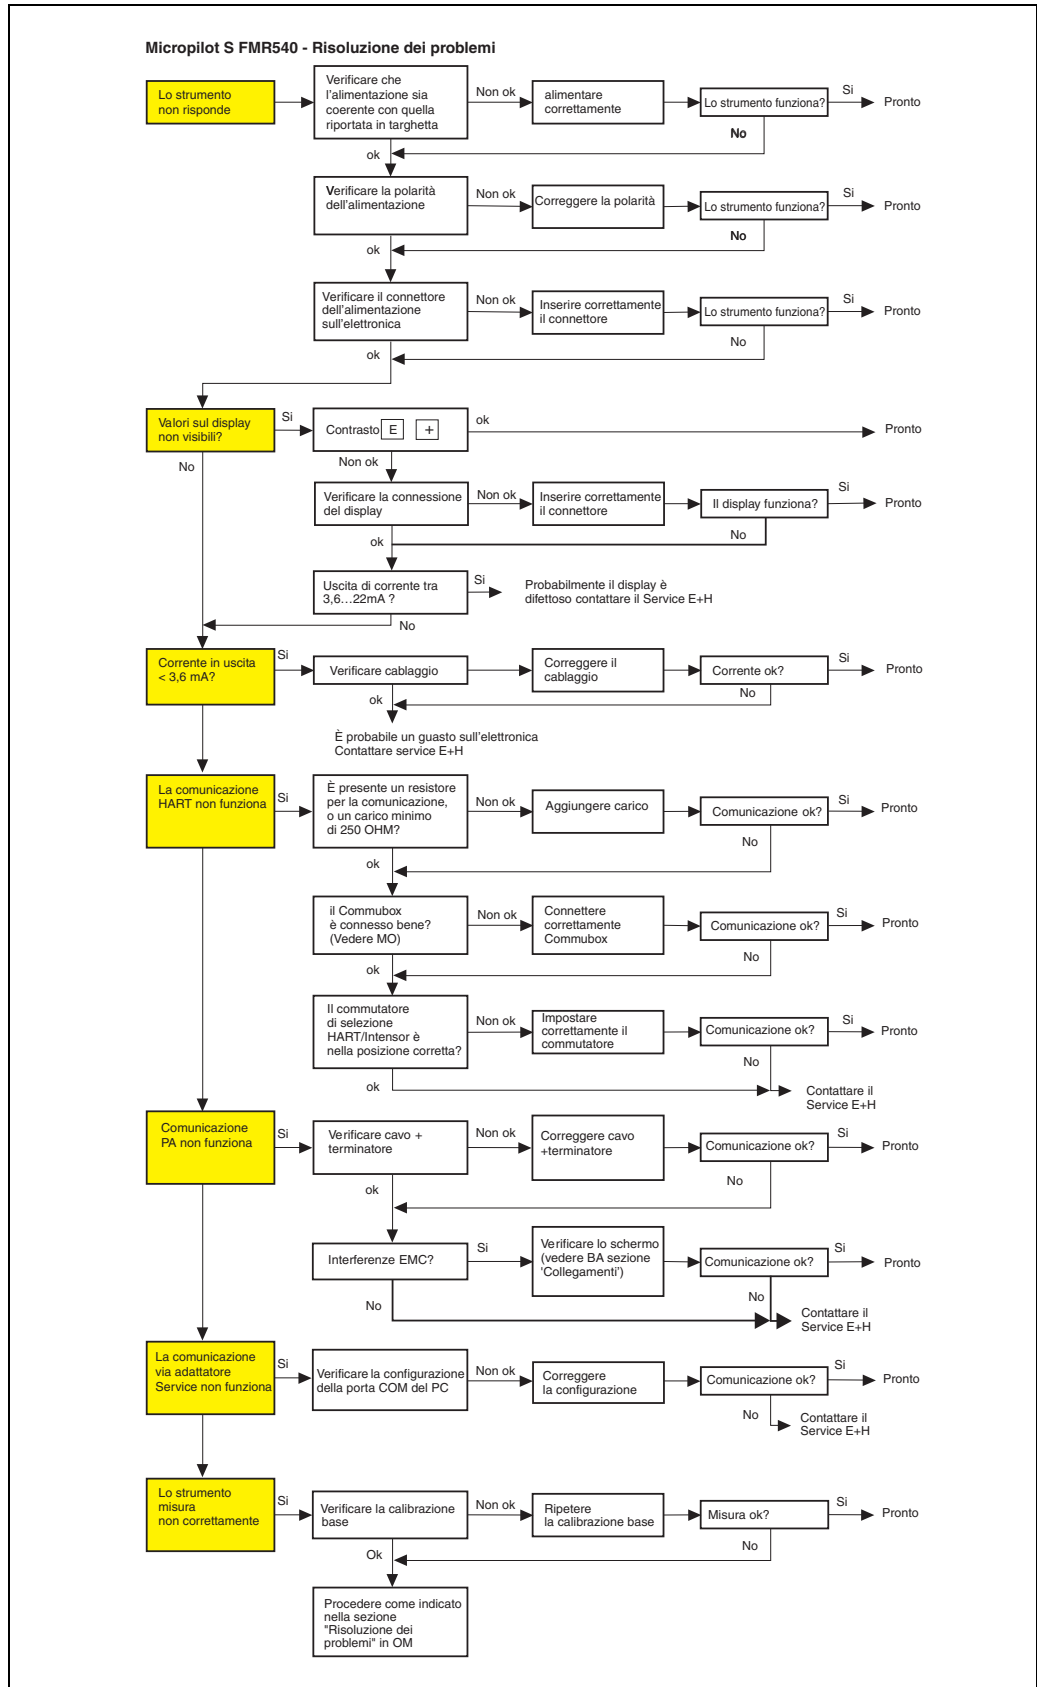 Micropilot S FMR540 - Risoluzione dei problemi
Lo strumento
non risponde
Verificare che
l'alimentazione sia
coerente con quella
riportata in targhetta
Non ok
alimentare
correttamente
Lo strumento funziona?
Si
Pronto
No
ok
Verificare la polarità
dell'alimentazione
Non ok
Correggere la polarità
Lo strumento funziona?
Si
Pronto
No
ok
Verificare il connettore
dell'alimentazione
sull'elettronica
Non ok
Inserire correttamente
il connettore
Lo strumento funziona?
Si
Pronto
No
ok
Valori sul display
non visibili?
Si
Contrasto E +
ok
Pronto
No
Non ok
Verificare la connessione
del display
Non ok
Inserire correttamente
il connettore
Il display funziona?
Si
Pronto
No
ok
Uscita di corrente tra
3,6...22mA ?
Si
Probabilmente il display è
difettoso contattare il Service E+H
No
Corrente in uscita
< 3,6 mA?
Si
Verificare cablaggio
Correggere il
cablaggio
Corrente ok?
Si
Pronto
No
ok
È probabile un guasto sull'elettronica
Contattare service E+H
La comunicazione
HART non funziona
Si
È presente un resistore
per la comunicazione,
o un carico minimo
di 250 OHM?
Non ok
Aggiungere carico
Comunicazione ok?
Si
Pronto
No
ok
il Commubox
è connesso bene?
(Vedere MO)
Non ok
Connettere
correttamente
Commubox
Comunicazione ok?
Si
Pronto
No
ok
Il commutatore
di selezione
HART/Intensor è
nella posizione corretta?
Non ok
Impostare
correttamente il
commutatore
Comunicazione ok?
Si
Pronto
No
ok
Contattare il
Service E+H
Comunicazione
PA non funziona
Si
Verificare cavo +
terminatore
Non ok
Correggere cavo
+terminatore
Comunicazione ok?
Si
Pronto
No
ok
Interferenze EMC?
Si
Verificare lo schermo
(vedere BA sezione
'Collegamenti')
Comunicazione ok?
Si
Pronto
No
No
Contattare il
Service E+H
La comunicazione
via adattatore
Service non funziona
Si
Verificare la configurazione
della porta COM del PC
Non ok
Correggere
la configurazione
Comunicazione ok?
Si
Pronto
No
Contattare il
Service E+H
Lo strumento
misura
non correttamente
Si
Verificare la calibrazione
base
Non ok
Ripetere
la calibrazione base
Misura ok?
Si
Pronto
No
Ok
Procedere come indicato
nella sezione
"Risoluzione dei
problemi" in OM